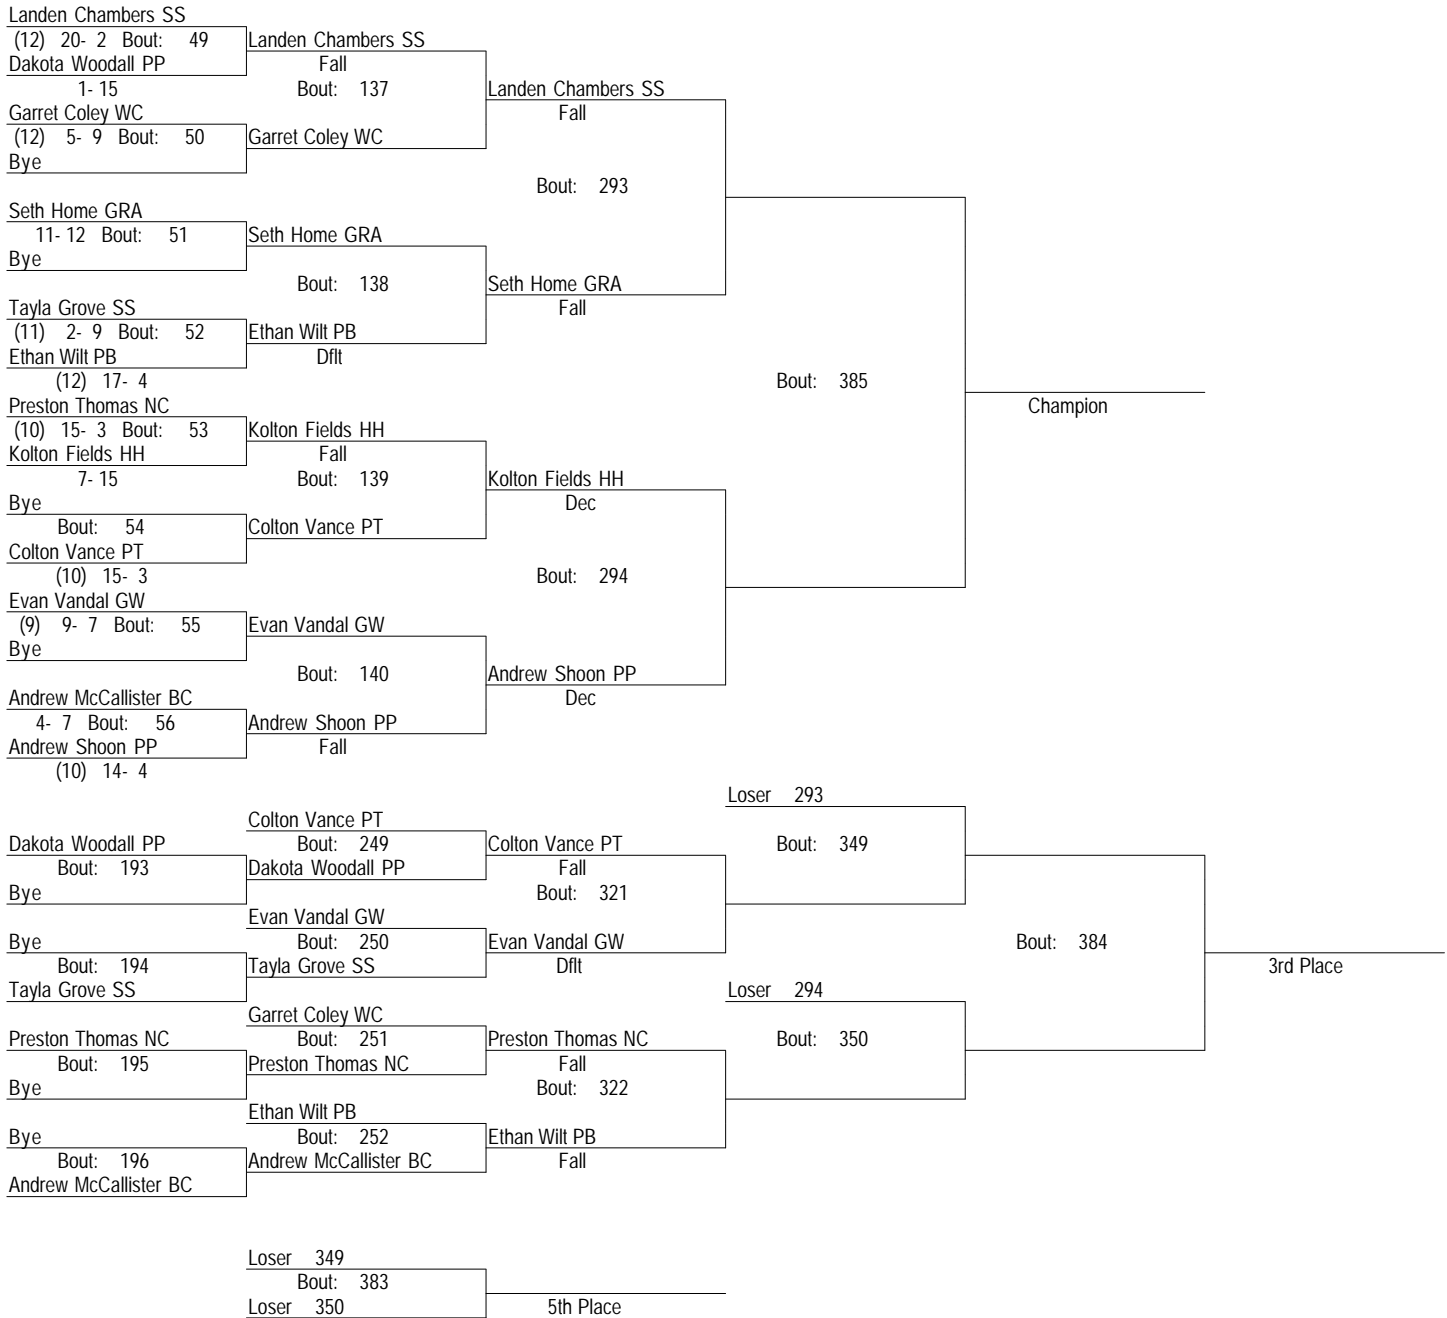 Landen Chambers SS
(12) 20- 2 Bout: 49 Landen Chambers SS
Dakota Woodall PP Fall
1- 15 Bout: 137 Landen Chambers SS
Garret Coley WC Fall
(12) 5- 9 Bout: 50 Garret Coley WC
Bye
Bout: 293
Seth Home GRA
11- 12 Bout: 51 Seth Home GRA
Bye
Bout: 138 Seth Home GRA
Tayla Grove SS Fall
(11) 2- 9 Bout: 52 Ethan Wilt PB
Ethan Wilt PB Dflt
(12) 17- 4 Bout: 385
Preston Thomas NC Champion
(10) 15- 3 Bout: 53 Kolton Fields HH
Kolton Fields HH Fall
7- 15 Bout: 139 Kolton Fields HH
Bye Dec
Bout: 54 Colton Vance PT
Colton Vance PT
(10) 15- 3 Bout: 294
Evan Vandal GW
(9) 9- 7 Bout: 55 Evan Vandal GW
Bye
Bout: 140 Andrew Shoon PP
Andrew McCallister BC Dec
4- 7 Bout: 56 Andrew Shoon PP
Andrew Shoon PP Fall
(10) 14- 4
Loser 293
Colton Vance PT
Dakota Woodall PP Bout: 249 Colton Vance PT Bout: 349
Bout: 193 Dakota Woodall PP Fall
Bye Bout: 321
Evan Vandal GW
Bye Bout: 250 Evan Vandal GW Bout: 384
Bout: 194 Tayla Grove SS Dflt 3rd Place
Tayla Grove SS Loser 294
Garret Coley WC
Preston Thomas NC Bout: 251 Preston Thomas NC Bout: 350
Bout: 195 Preston Thomas NC Fall
Bye Bout: 322
Ethan Wilt PB
Bye Bout: 252 Ethan Wilt PB
Bout: 196 Andrew McCallister BC Fall
Andrew McCallister BC
Loser 349
Bout: 383
Loser 350 5th Place